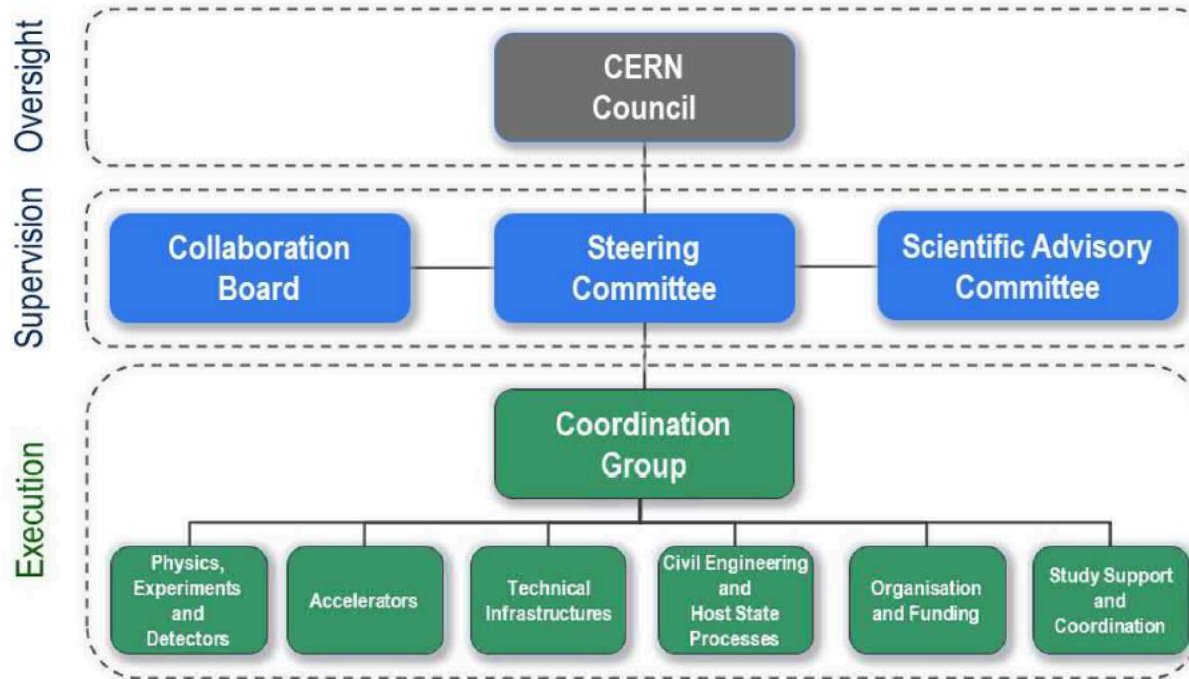 Oversight
CERN
Council
Supervision
Collaboration
Board
Steering
Committee
Scientific Advisory
Committee
Execution
Coordination
Group
Physics,
Experiments
and
Detectors
Accelerators
Technical
Infrastructures
Civil Engineering
and
Host State
Processes
Organisation
and Funding
Study Support
and
Coordination